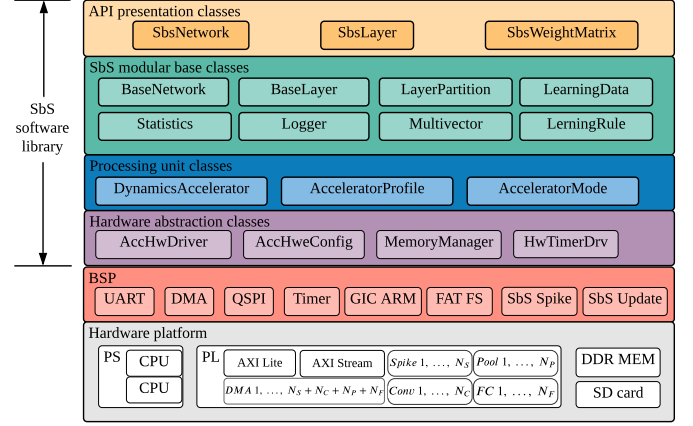 API presentation classes
SbsNetwork SbsLayer SbsWeightMatrix
SbS modular base classes
BaseNetwork BaseLayer LayerPartition LearningData
Statistics Logger Multivector LerningRule
SbS
software
library
Processing unit classes
DynamicsAccelerator AcceleratorProfile AcceleratorMode
Hardware abstraction classes
AccHwDriver AccHweConfig MemoryManager HwTimerDrv
BSP
UART DMA QSPI Timer GIC ARM FAT FS SbS Spike SbS Update
Hardware platform
PS CPU PL AXI Lite AXI Stream Spike 1, …, N_S Pool 1, …, N_P DDR MEM
CPU DMA 1, …, N_S + N_C + N_P + N_F Conv 1, …, N_C FC 1, …, N_F SD card